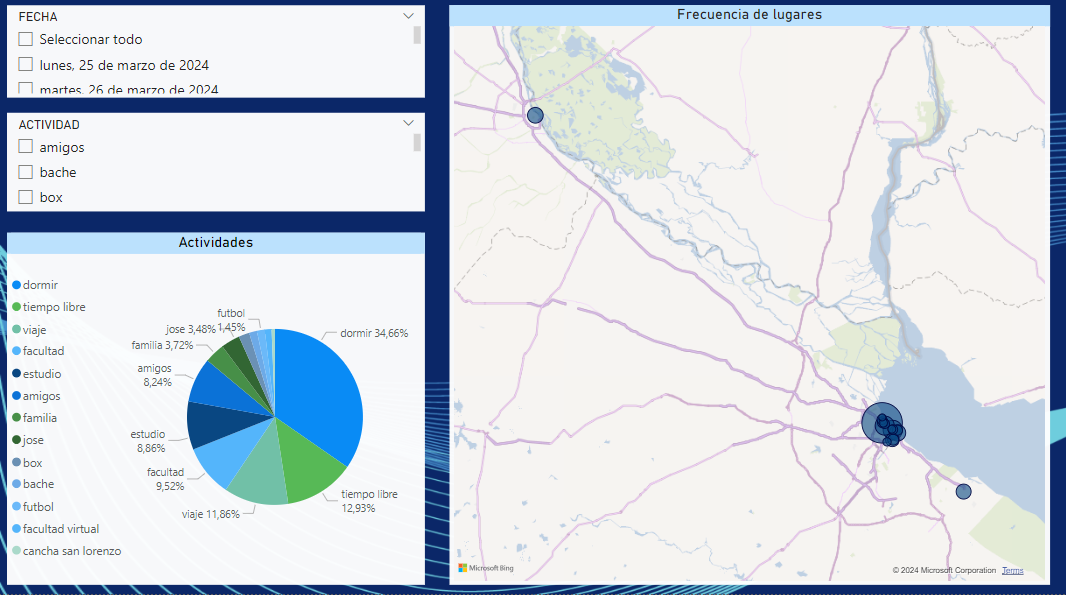 FECHA
Seleccionar todo
lunes, 25 de marzo de 2024
martes, 26 de marzo de 2024
ACTIVIDAD
amigos
bache
box
Actividades
dormir
tiempo libre
viaje
facultad
estudio
amigos
familia
jose
box
bache
futbol
facultad virtual
cancha san lorenzo
futbol
1,45%
jose 3,48%
familia 3,72%
amigos
8,24%
estudio
8,86%
facultad
9,52%
viaje 11,86%
tiempo libre
12,93%
dormir 34,66%
Frecuencia de lugares
Microsoft Bing
© 2024 Microsoft Corporation Terms